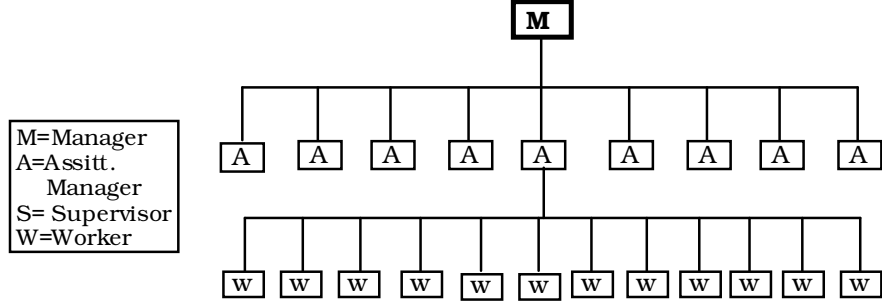 M
A A A A A A A A A
M=Manager
A=Assitt.
Manager
S= Supervisor
W=Worker
w w w w w w w w w w w w